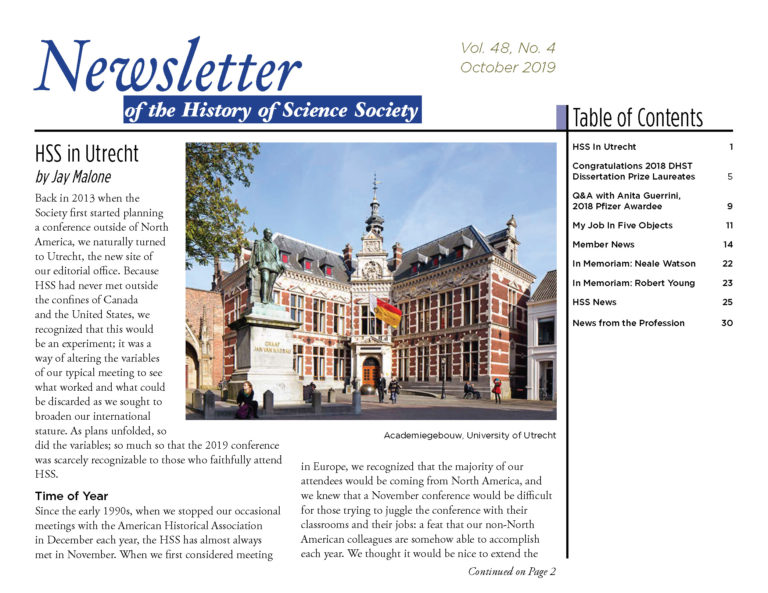 Newsletter
of the History of Science Society
Vol. 48, No. 4
October 2019
HSS in Utrecht
by Jay Malone
Back in 2013 when the
Society first started planning
a conference outside of North
America, we naturally turned
to Utrecht, the new site of
our editorial office. Because
HSS had never met outside
the confines of Canada
and the United States, we
recognized that this would
be an experiment; it was a
way of altering the variables
of our typical meeting to see
what worked and what could
be discarded as we sought to
broaden our international
stature. As plans unfolded, so
did the variables; so much so that the 2019 conference
was scarcely recognizable to those who faithfully attend
HSS.
Time of Year
Since the early 1990s, when we stopped our occasional
meetings with the American Historical Association
in December each year, the HSS has almost always
met in November. When we first considered meeting
GRAAF
JAN VAN NASSAU
Academiegebouw, University of Utrecht
in Europe, we recognized that the majority of our
attendees would be coming from North America, and
we knew that a November conference would be difficult
for those trying to juggle the conference with their
classrooms and their jobs: a feat that our non-North
American colleagues are somehow able to accomplish
each year. We thought it would be nice to extend the
Continued on Page 2
Table of Contents
HSS In Utrecht 1
Congratulations 2018 DHST
Dissertation Prize Laureates 5
Q&A with Anita Guerrini,
2018 Pfizer Awardee 9
My Job In Five Objects 11
Member News 14
In Memoriam: Neale Watson 22
In Memoriam: Robert Young 23
HSS News 25
News from the Profession 30